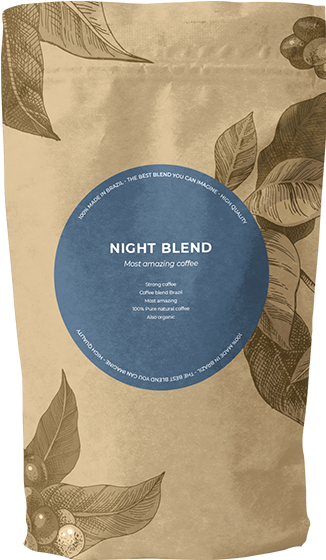 100% MADE IN BRAZIL - THE BEST BLEND YOU CAN IMAGINE - HIGH QUALITY
NIGHT BLEND
Most amazing coffee
Strong coffee
Coffee blend Brazil
Most amazing
100% Pure natural coffee
Also organic
100% MADE IN BRAZIL - THE BEST BLEND YOU CAN IMAGINE - HIGH QUALITY